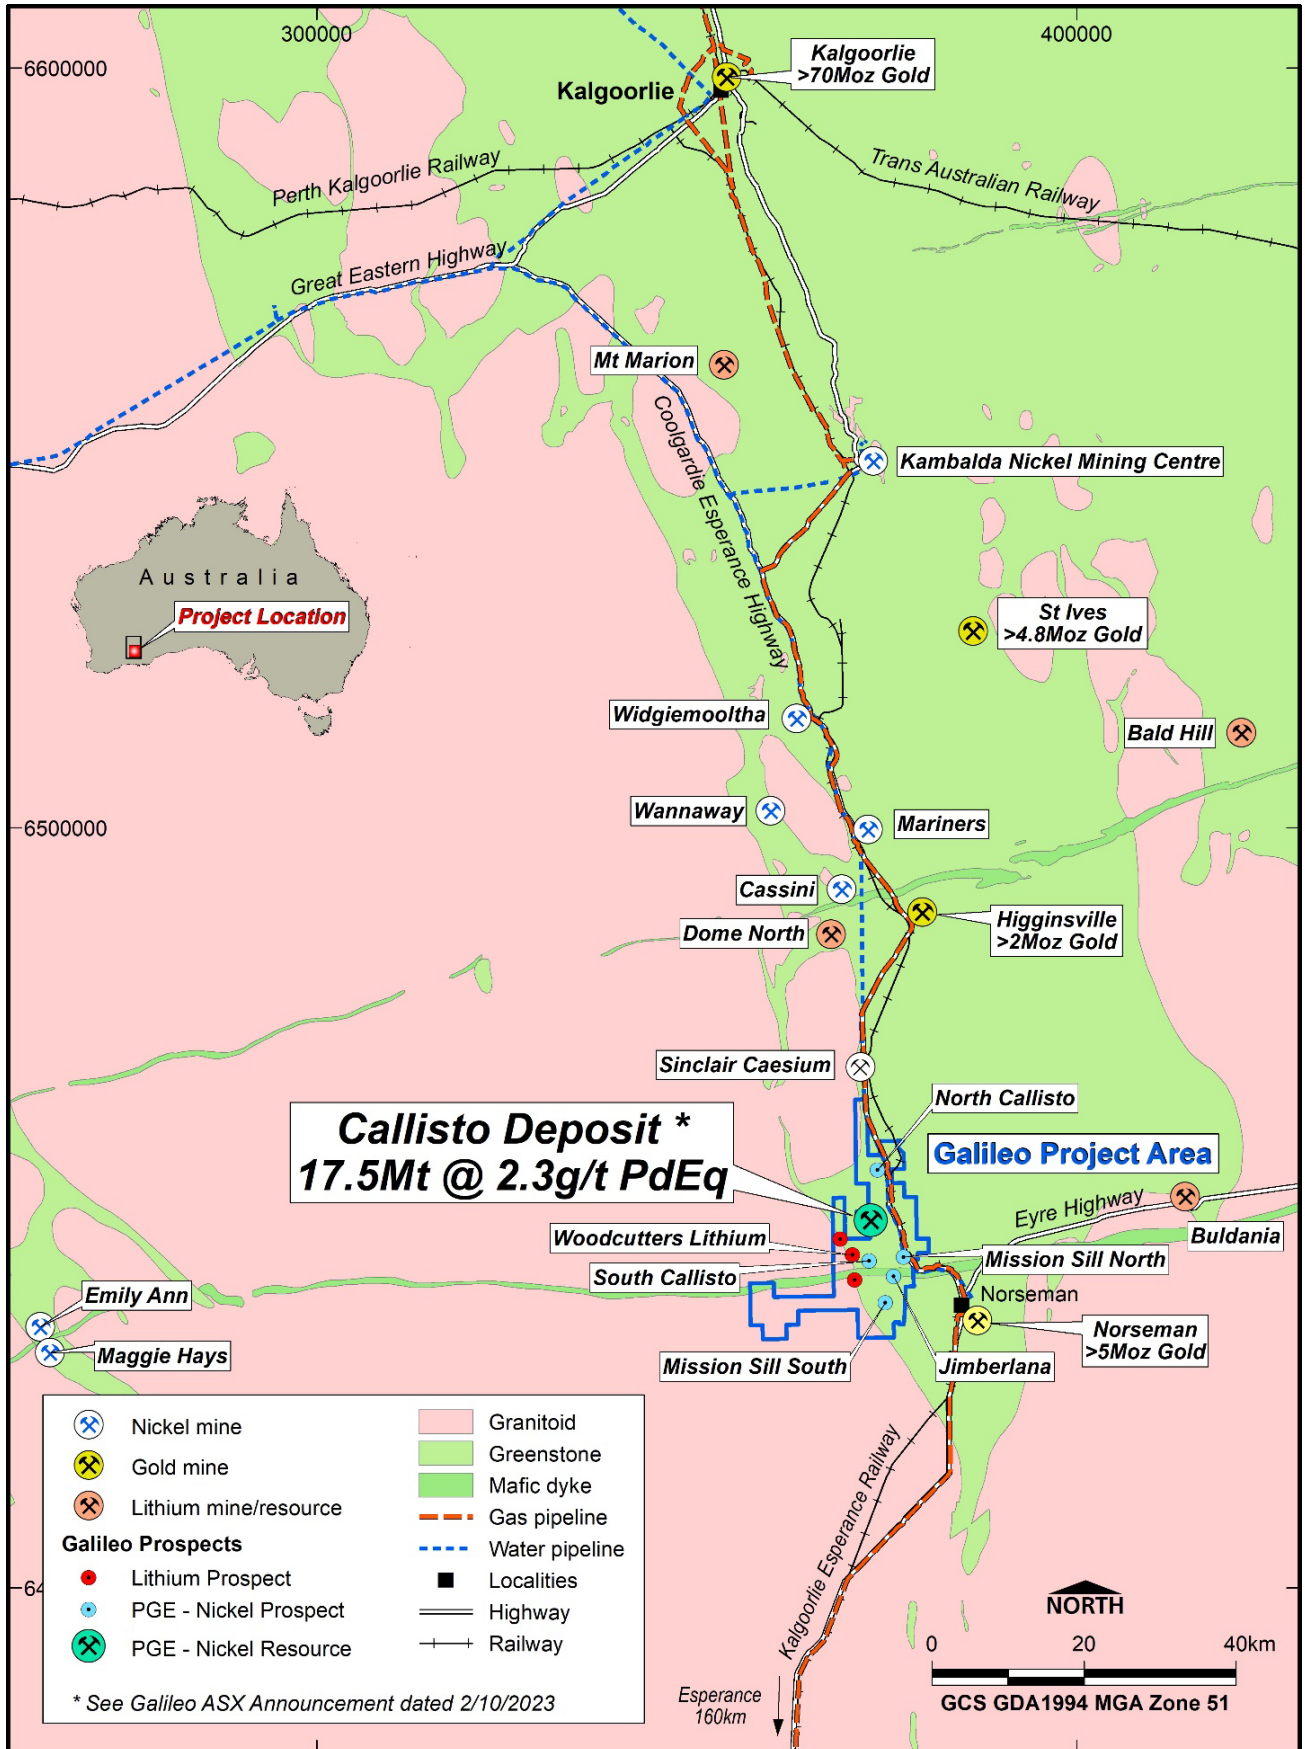 300000
400000
6600000
Kalgoorlie
>70Moz Gold
Kalgoorlie
Perth Kalgoorlie Railway
Trans Australian Railway
Great Eastern Highway
Mt Marion
Coolgardie Esperance Highway
Kambalda Nickel Mining Centre
Australia
Project Location
St Ives
>4.8Moz Gold
Widgiemooltha
Bald Hill
Wannaway
Mariners
6500000
Cassini
Dome North
Higginsville
>2Moz Gold
Sinclair Caesium
North Callisto
Callisto Deposit *
17.5Mt @ 2.3g/t PdEq
Galileo Project Area
Eyre Highway
Woodcutters Lithium
Buldania
South Callisto
Mission Sill North
Emily Ann
Norseman
Maggie Hays
Norseman
>5Moz Gold
Mission Sill South
Jimberlana
Nickel mine
Gold mine
Lithium mine/resource
Galileo Prospects
Lithium Prospect
PGE - Nickel Prospect
PGE - Nickel Resource
Granitoid
Greenstone
Mafic dyke
Gas pipeline
Water pipeline
Localities
Highway
Railway
* See Galileo ASX Announcement dated 2/10/2023
64
Kalgoorlie Esperance Railway
Esperance
160km
NORTH
0 20 40km
GCS GDA1994 MGA Zone 51